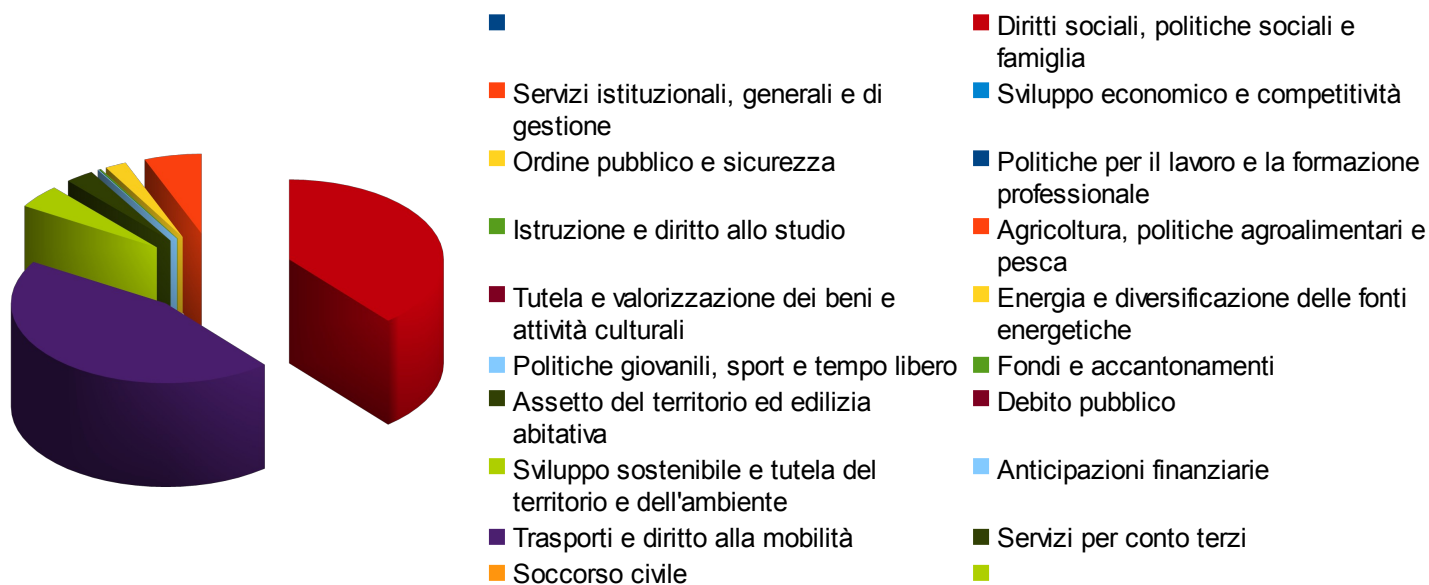 Diritti sociali, politiche sociali e
famiglia
Servizi istituzionali, generali e di
gestione
Sviluppo economico e competitività
Ordine pubblico e sicurezza
Politiche per il lavoro e la formazione
professionale
Istruzione e diritto allo studio
Agricoltura, politiche agroalimentari e
pesca
Tutela e valorizzazione dei beni e
attività culturali
Energia e diversificazione delle fonti
energetiche
Politiche giovanili, sport e tempo libero
Fondi e accantonamenti
Assetto del territorio ed edilizia
abitativa
Debito pubblico
Sviluppo sostenibile e tutela del
territorio e dell'ambiente
Anticipazioni finanziarie
Trasporti e diritto alla mobilità
Servizi per conto terzi
Soccorso civile